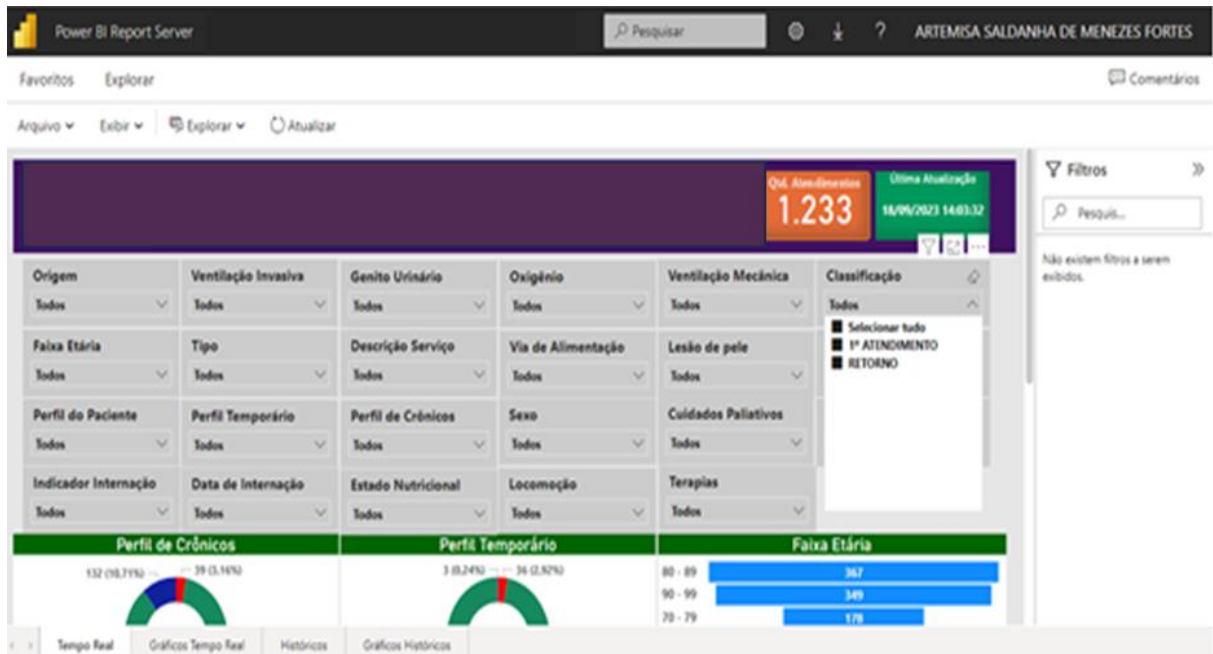 Power BI Report Server
Pesquisar
?
ARTEMISA SALDANHA DE MENEZES FORTES
Favoritos Explorar
Comentários
Arquivo Exibir Explorar Atualizar
Qtd. Atendimentos
1.233
Última Atualização
18/09/2023 14:03:32
Filtros
Pesquis...
Não existem filtros a serem
exibidos.
Origem Ventilação Invasiva Genito Urinário Oxigênio Ventilação Mecânica Classificação
Todos Todos Todos Todos Todos Todos
Selecionar tudo
1º ATENDIMENTO
RETORNO
Faixa Etária Tipo Descrição Serviço Via de Alimentação Lesão de pele
Todos Todos Todos Todos Todos
Perfil do Paciente Perfil Temporário Perfil de Crônicos Sexo Cuidados Paliativos
Todos Todos Todos Todos Todos
Indicador Internação Data de Internação Estado Nutricional Locomoção Terapias
Todos Todos Todos Todos Todos
Perfil de Crônicos Perfil Temporário Faixa Etária
132 (10,71%) 39 (3,16%) 3 (0,24%) 36 (2,92%)
80 - 89 367
90 - 99 349
70 - 79 178
Tempo Real Gráficos Tempo Real Históricos Gráficos Históricos